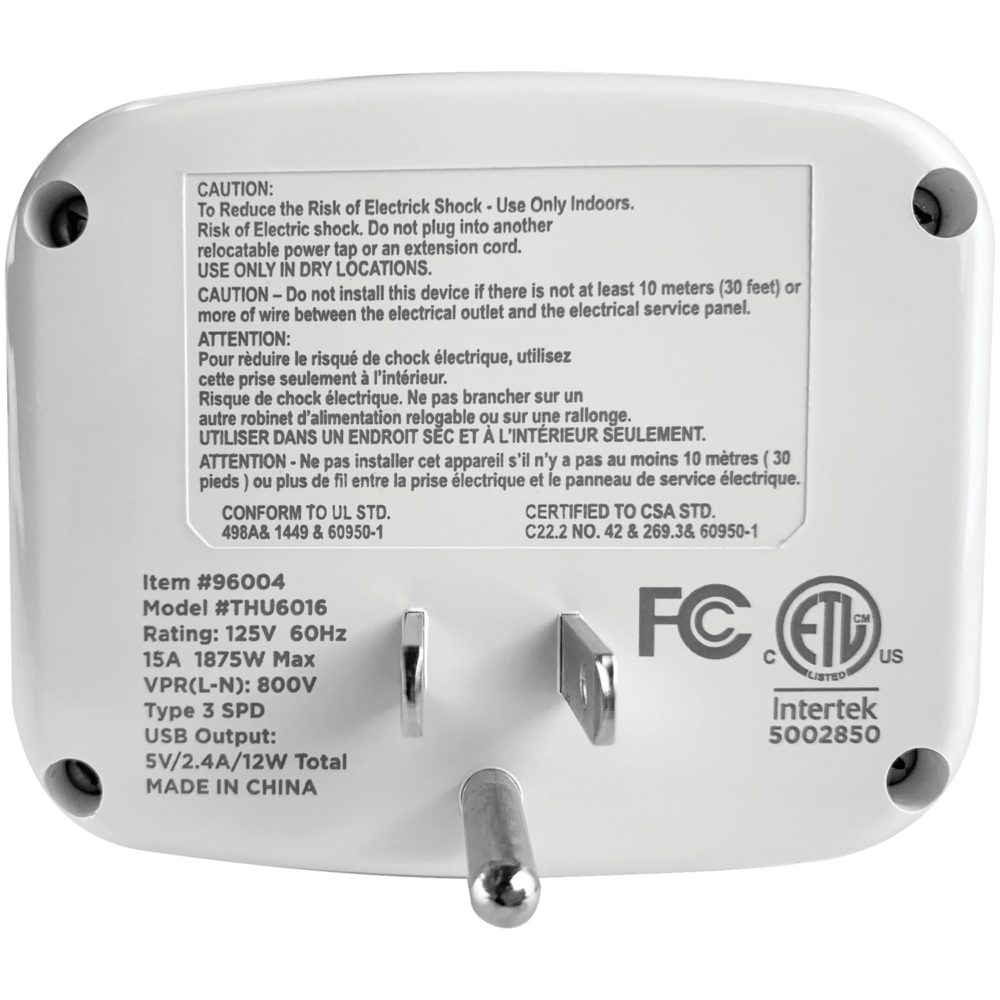 CAUTION:
To Reduce the Risk of Electrick Shock - Use Only Indoors.
Risk of Electric shock. Do not plug into another
relocatable power tap or an extension cord.
USE ONLY IN DRY LOCATIONS.
CAUTION – Do not install this device if there is not at least 10 meters (30 feet) or
more of wire between the electrical outlet and the electrical service panel.
ATTENTION:
Pour rèduire le risqué de chock électrique, utilisez
cette prise seulement à l'intérieur.
Risque de chock électrique. Ne pas brancher sur un
autre robinet d'alimentation relogable ou sur une rallonge.
UTILISER DANS UN ENDROIT SEC ET À L'INTÉRIEUR SEULEMENT.
ATTENTION - Ne pas installer cet appareil s'il n'y a pas au moins 10 mètres ( 30
pieds ) ou plus de fil entre la prise électrique et le panneau de service électrique.
CONFORM TO UL STD.
498A& 1449 & 60950-1
CERTIFIED TO CSA STD.
C22.2 NO. 42 & 269.3& 60950-1
Item #96004
Model #THU6016
Rating: 125V 60Hz
15A 1875W Max
VPR(L-N): 800V
Type 3 SPD
USB Output:
5V/2.4A/12W Total
MADE IN CHINA
FC
ETL CM
LISTED
C US
Intertek
5002850